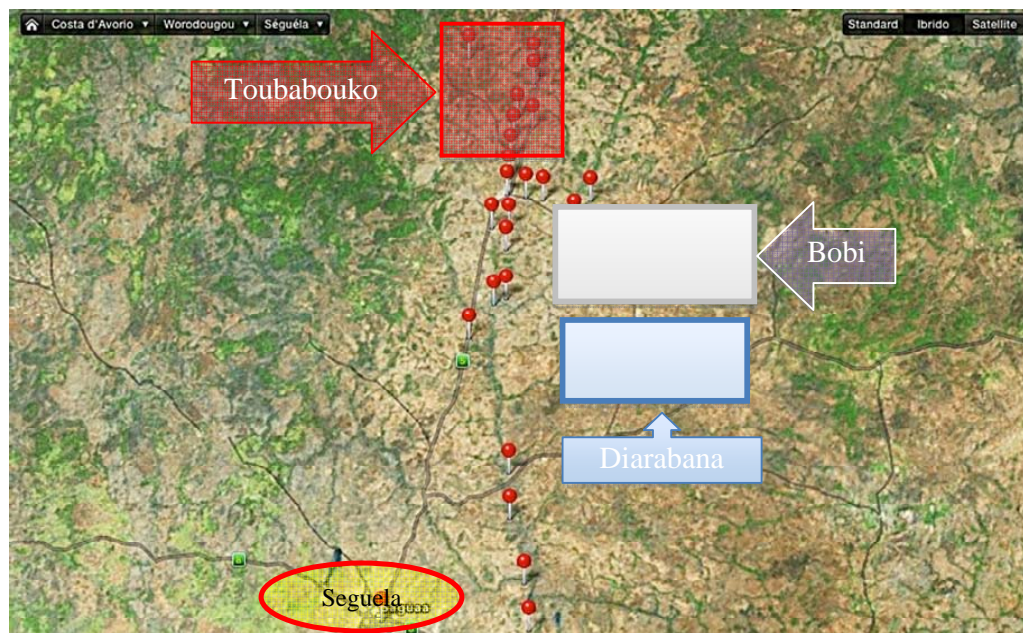 Costa d'Avorio Worodougou Séguéla Standard Ibrido Satellite
Toubabouko
Bobi
Diarabana
Seguela